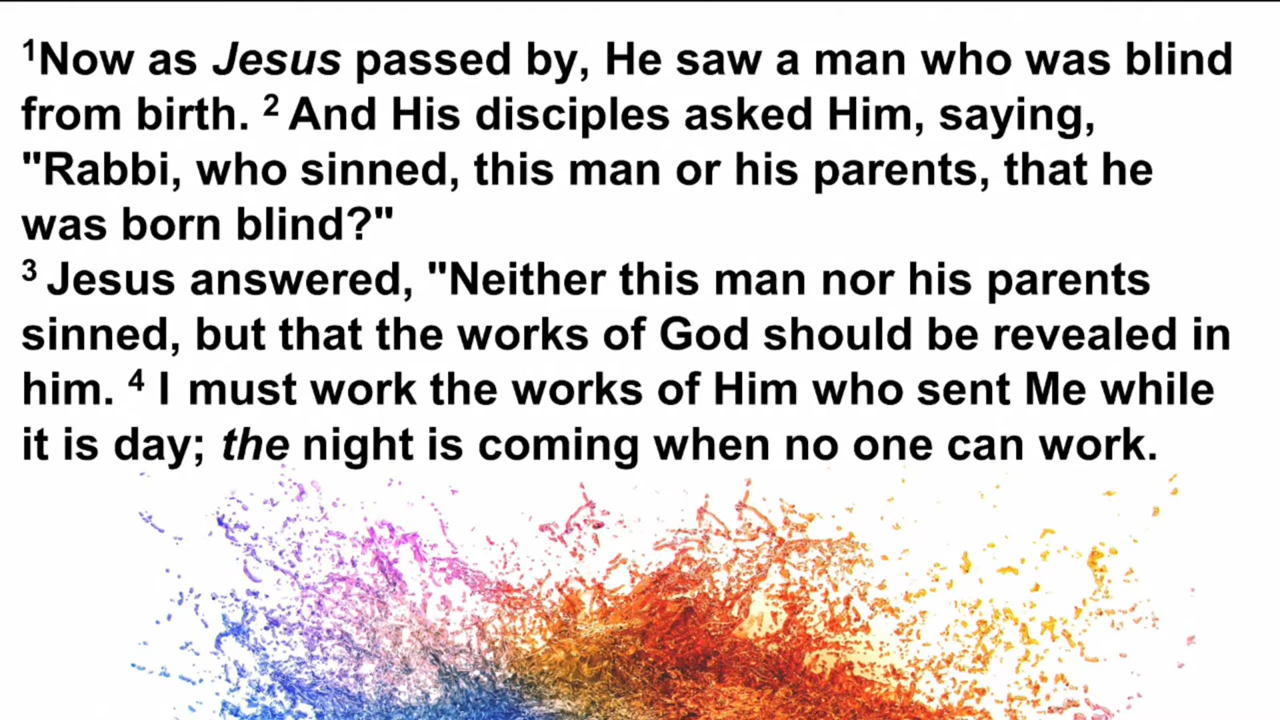 ¹Now as Jesus passed by, He saw a man who was blind
from birth. ² And His disciples asked Him, saying,
"Rabbi, who sinned, this man or his parents, that he
was born blind?"
³ Jesus answered, "Neither this man nor his parents
sinned, but that the works of God should be revealed in
him. ⁴ I must work the works of Him who sent Me while
it is day; the night is coming when no one can work.